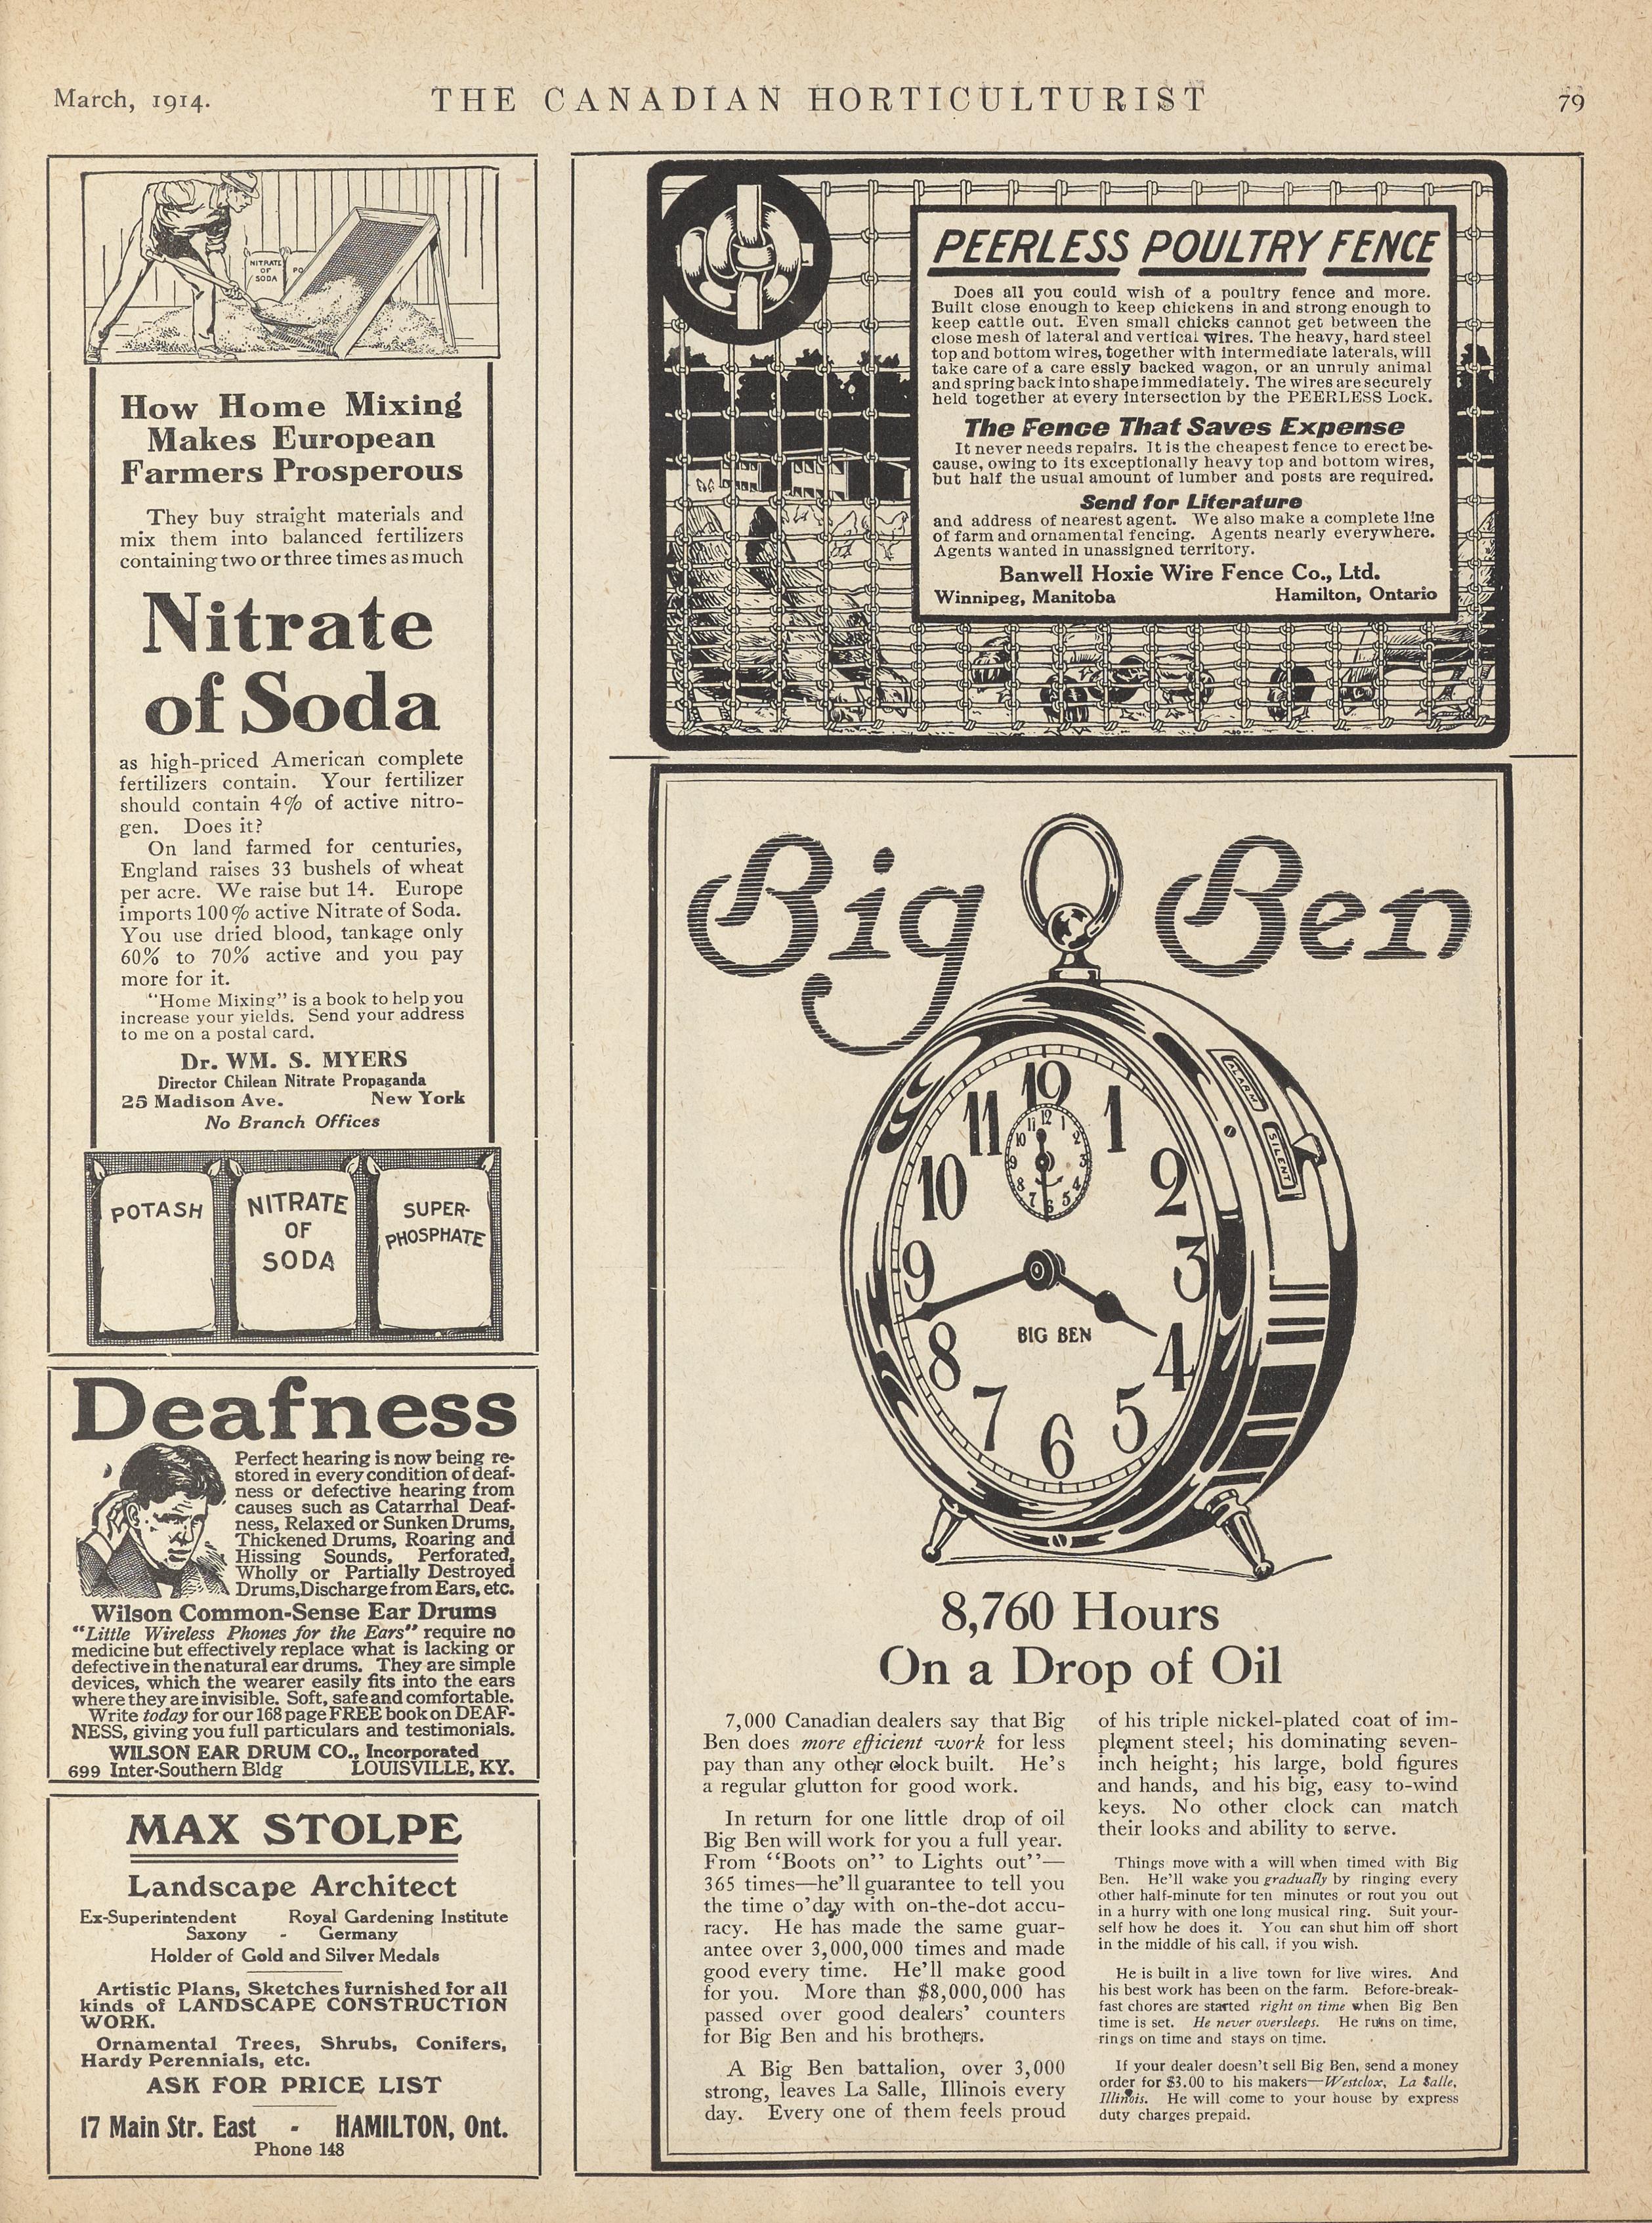 March, 1914.
THE CANADIAN HORTICULTURIST
79
NITRATE
OF
SODA
PO
How Home Mixing
Makes European
Farmers Prosperous
They buy straight materials and
mix them into balanced fertilizers
containing two or three times as much
Nitrate
of Soda
as high-priced American complete
fertilizers contain. Your fertilizer
should contain 4% of active nitro-
gen. Does it?
On land farmed for centuries,
England raises 33 bushels of wheat
per acre. We raise but 14. Europe
imports 100% active Nitrate of Soda.
You use dried blood, tankage only
60% to 70% active and you pay
more for it.
"Home Mixing" is a book to help you
increase your yields. Send your address
to me on a postal card.
Dr. WM. S. MYERS
Director Chilean Nitrate Propaganda
25 Madison Ave. New York
No Branch Offices
POTASH
NITRATE
OF
SODA
SUPER-
PHOSPHATE
Deafness
Perfect hearing is now being re-
stored in every condition of deaf-
ness or defective hearing from
causes such as Catarrhal Deaf-
ness, Relaxed or Sunken Drums,
Thickened Drums, Roaring and
Hissing Sounds, Perforated,
Wholly or Partially Destroyed
Drums, Discharge from Ears, etc.
Wilson Common-Sense Ear Drums
"Little Wireless Phones for the Ears" require no
medicine but effectively replace what is lacking or
defective in the natural ear drums. They are simple
devices, which the wearer easily fits into the ears
where they are invisible. Soft, safe and comfortable.
Write today for our 168 page FREE book on DEAF-
NESS, giving you full particulars and testimonials.
WILSON EAR DRUM CO., Incorporated
699 Inter-Southern Bldg LOUISVILLE, KY.
MAX STOLPE
Landscape Architect
Ex-Superintendent Royal Gardening Institute
Saxony - Germany
Holder of Gold and Silver Medals
Artistic Plans, Sketches furnished for all
kinds of LANDSCAPE CONSTRUCTION
WORK.
Ornamental Trees, Shrubs, Conifers,
Hardy Perennials, etc.
ASK FOR PRICE LIST
17 Main Str. East - HAMILTON, Ont.
Phone 148
PEERLESS POULTRY FENCE
Does all you could wish of a poultry fence and more.
Built close enough to keep chickens in and strong enough to
keep cattle out. Even small chicks cannot get between the
close mesh of lateral and vertical wires. The heavy, hard steel
top and bottom wires, together with intermediate laterals, will
take care of a care essly backed wagon, or an unruly animal
and spring back into shape immediately. The wires are securely
held together at every intersection by the PEERLESS Lock.
The Fence That Saves Expense
It never needs repairs. It is the cheapest fence to erect be-
cause, owing to its exceptionally heavy top and bottom wires,
but half the usual amount of lumber and posts are required.
Send for Literature
and address of nearest agent. We also make a complete line
of farm and ornamental fencing. Agents nearly everywhere.
Agents wanted in unassigned territory.
Banwell Hoxie Wire Fence Co., Ltd.
Winnipeg, Manitoba Hamilton, Ontario
Big Ben
ALARM
SILENT
12
1
2
3
4
5
6
7
8
9
10
11
12
1
2
3
4
5
6
7
8
9
10
11
BIG BEN
8,760 Hours
On a Drop of Oil
7,000 Canadian dealers say that Big
Ben does more efficient work for less
pay than any other clock built. He's
a regular glutton for good work.
In return for one little drop of oil
Big Ben will work for you a full year.
From "Boots on" to Lights out"—
365 times—he'll guarantee to tell you
the time o'day with on-the-dot accu-
racy. He has made the same guar-
antee over 3,000,000 times and made
good every time. He'll make good
for you. More than $8,000,000 has
passed over good dealers' counters
for Big Ben and his brothers.
A Big Ben battalion, over 3,000
strong, leaves La Salle, Illinois every
day. Every one of them feels proud
of his triple nickel-plated coat of im-
plement steel; his dominating seven-
inch height; his large, bold figures
and hands, and his big, easy to-wind
keys. No other clock can match
their looks and ability to serve.
Things move with a will when timed with Big
Ben. He'll wake you gradually by ringing every
other half-minute for ten minutes or rout you out
in a hurry with one long musical ring. Suit your-
self how he does it. You can shut him off short
in the middle of his call, if you wish.
He is built in a live town for live wires. And
his best work has been on the farm. Before-break-
fast chores are started right on time when Big Ben
time is set. He never oversleeps. He runs on time,
rings on time and stays on time.
If your dealer doesn't sell Big Ben, send a money
order for $3.00 to his makers—Westclox, La Salle,
Illinois. He will come to your house by express
duty charges prepaid.